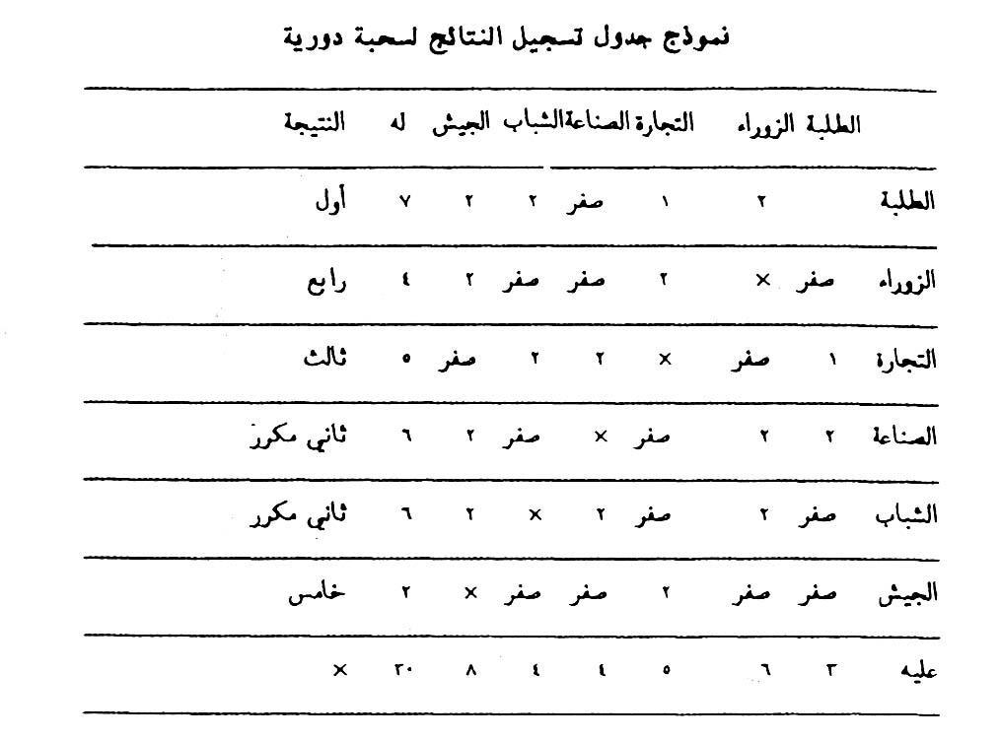 نموذج جدول تسجيل النتائج لسحبة دورية
الطلبة الزوراء التجارة الصناعة الشباب الجيش له النتيجة
الطلبة ٢ ١ صفر ٢ ٢ ٧ أول
الزوراء صفر × ٢ صفر صفر ٢ ٤ رابع
التجارة ١ صفر × ٢ ٢ صفر ٥ ثالث
الصناعة ٢ ٢ صفر × صفر ٢ ٦ ثاني مكرر
الشباب صفر ٢ صفر ٢ × ٢ ٦ ثاني مكرر
الجيش صفر صفر ٢ صفر صفر × ٢ خامس
عليه ٣ ٦ ٥ ٤ ٤ ٨ ٣٠ ×